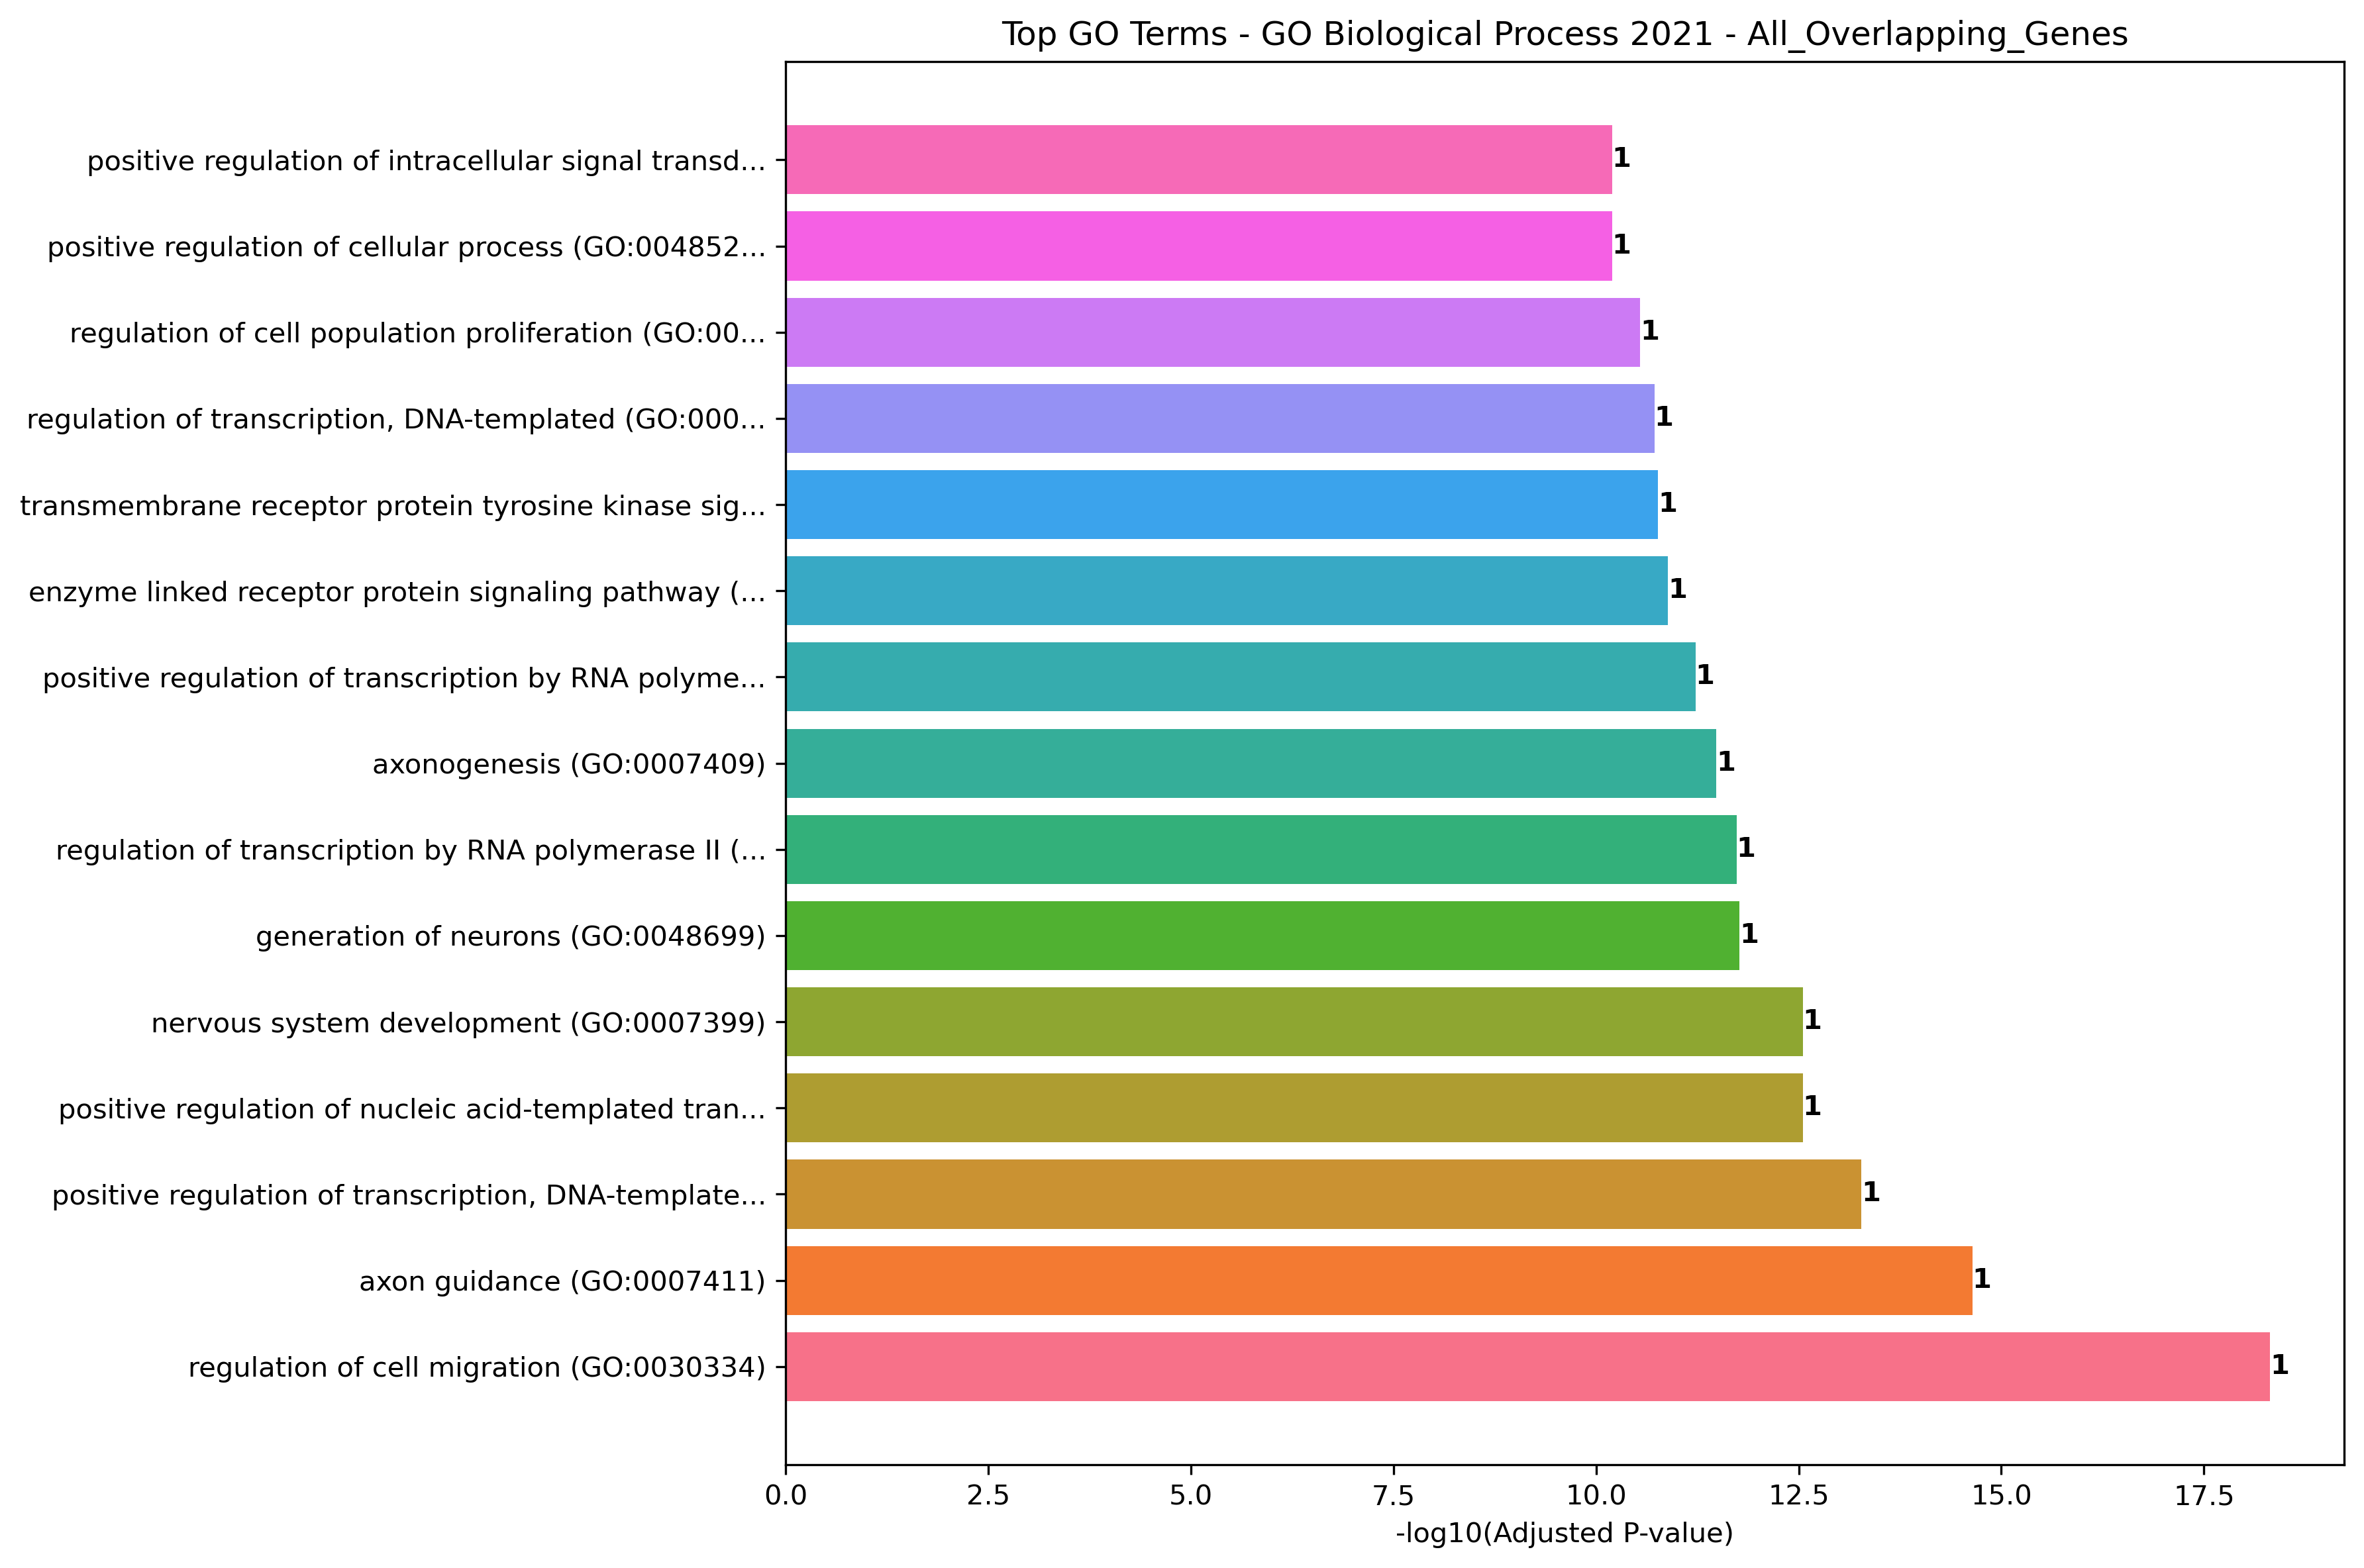 Top GO Terms - GO Biological Process 2021 - All_Overlapping_Genes
positive regulation of intracellular signal transd... 1
positive regulation of cellular process (GO:004852... 1
regulation of cell population proliferation (GO:00... 1
regulation of transcription, DNA-templated (GO:000... 1
transmembrane receptor protein tyrosine kinase sig... 1
enzyme linked receptor protein signaling pathway (... 1
positive regulation of transcription by RNA polyme... 1
axonogenesis (GO:0007409) 1
regulation of transcription by RNA polymerase II (... 1
generation of neurons (GO:0048699) 1
nervous system development (GO:0007399) 1
positive regulation of nucleic acid-templated tran... 1
positive regulation of transcription, DNA-template... 1
axon guidance (GO:0007411) 1
regulation of cell migration (GO:0030334) 1
0.0 2.5 5.0 7.5 10.0 12.5 15.0 17.5
-log10(Adjusted P-value)